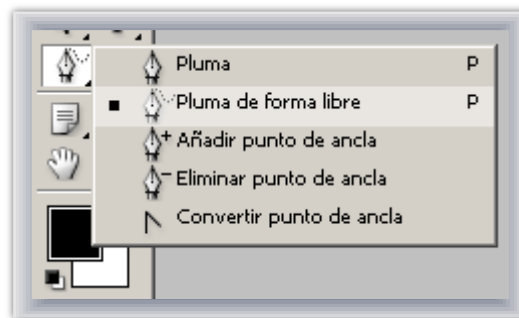 Pluma P
Pluma de forma libre P
Añadir punto de ancla
Eliminar punto de ancla
Convertir punto de ancla